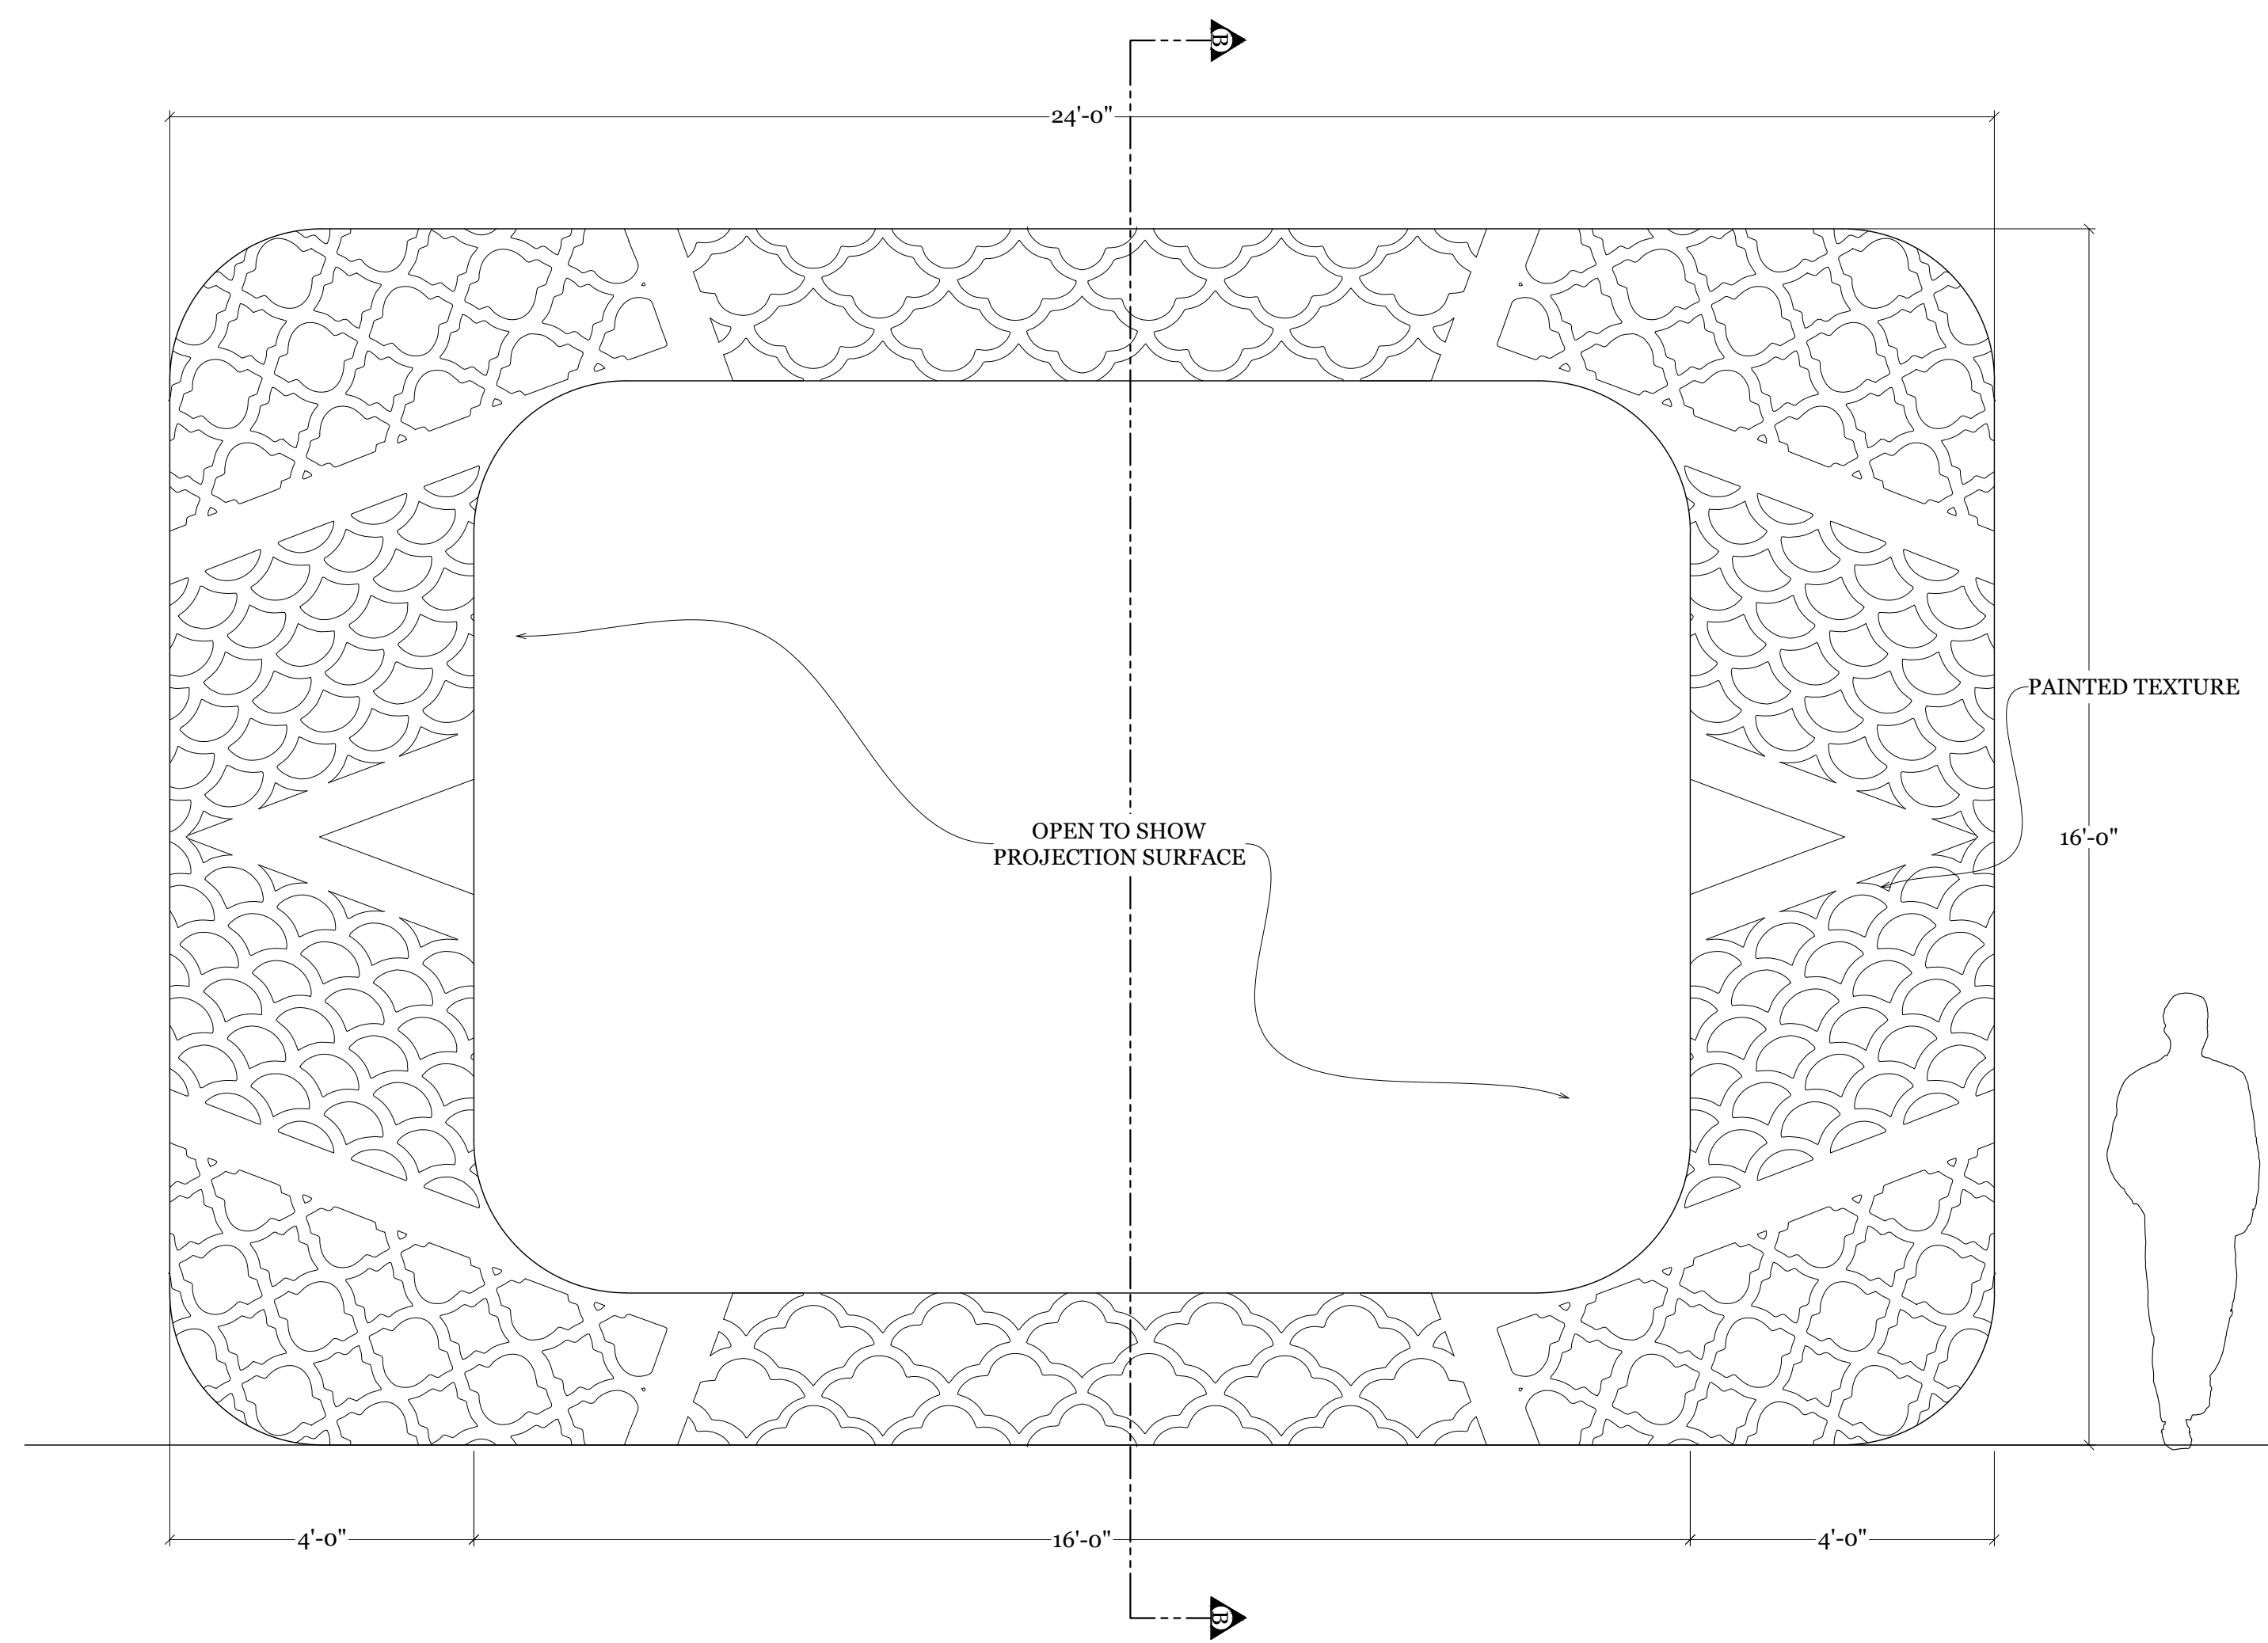 B
24'-0"
PAINTED TEXTURE
OPEN TO SHOW
PROJECTION SURFACE
16'-0"
4'-0"
16'-0"
4'-0"
B